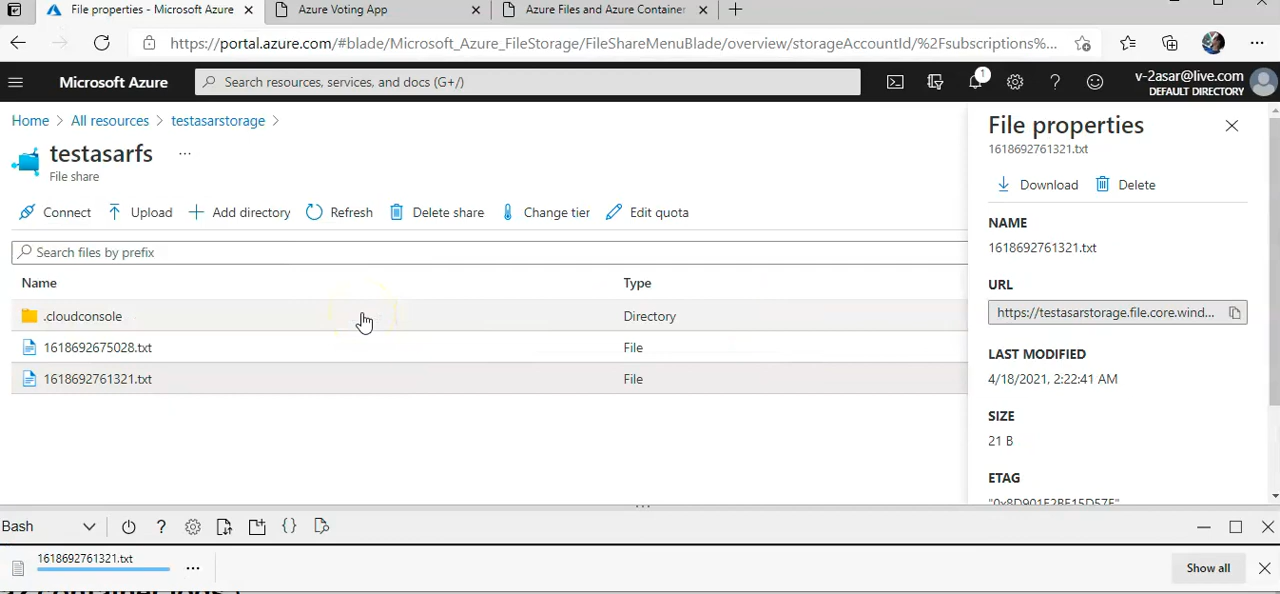 File properties - Microsoft Azure
Azure Voting App
Azure Files and Azure Container
https://portal.azure.com/#blade/Microsoft_Azure_FileStorage/FileShareMenuBlade/overview/storageAccountId/%2Fsubscriptions%...
Microsoft Azure
Search resources, services, and docs (G+/)
1
v-2asar@live.com
DEFAULT DIRECTORY
Home > All resources > testasarstorage >
testasarfs ...
File share
Connect
Upload
Add directory
Refresh
Delete share
Change tier
Edit quota
Search files by prefix
Name Type
.cloudconsole Directory
1618692675028.txt File
1618692761321.txt File
File properties
1618692761321.txt
Download Delete
NAME
1618692761321.txt
URL
https://testasarstorage.file.core.wind...
LAST MODIFIED
4/18/2021, 2:22:41 AM
SIZE
21 B
ETAG
Bash
1618692761321.txt
Show all